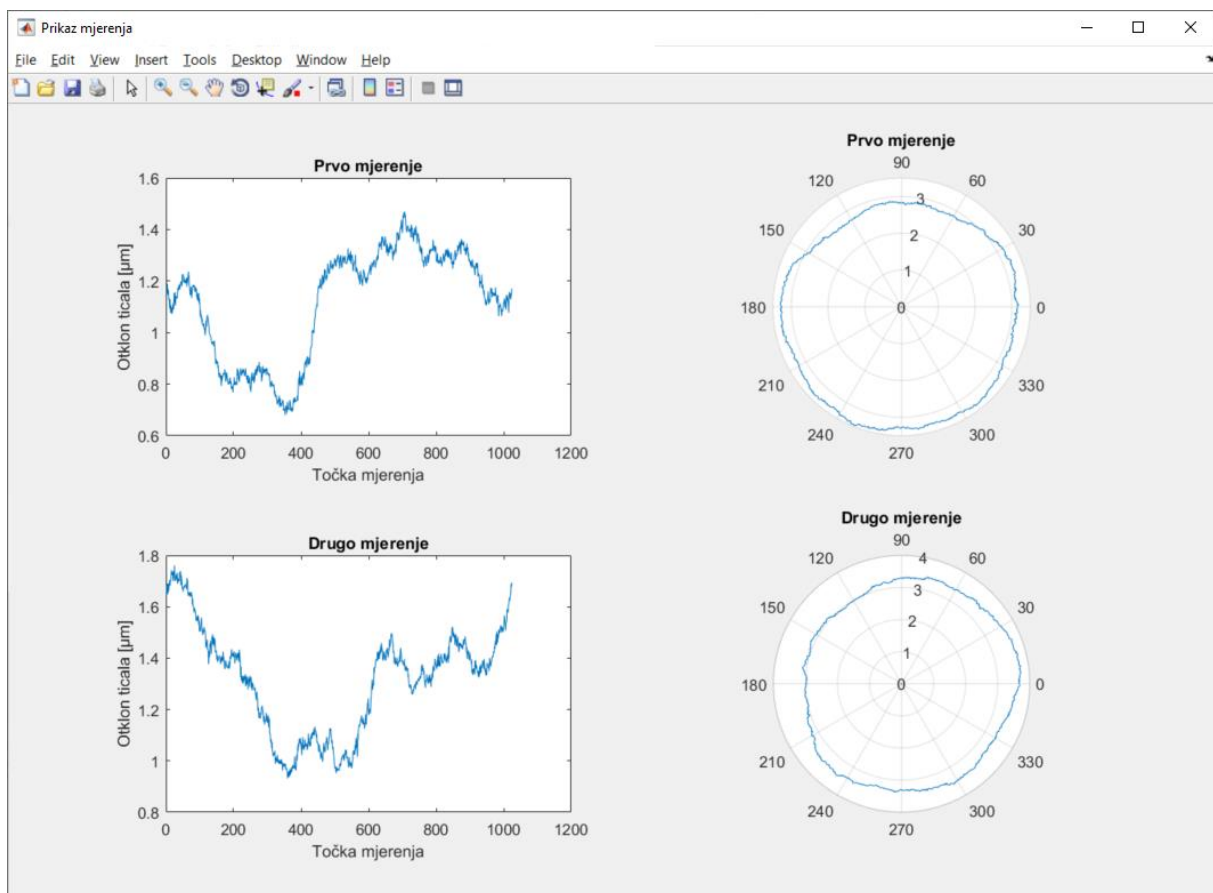 Prikaz mjerenja
File Edit View Insert Tools Desktop Window Help
Prvo mjerenje
1.6
1.4
1.2
1
0.8
0.6
Otklon ticala [µm]
0 200 400 600 800 1000 1200
Točka mjerenja
Prvo mjerenje
90
120 60
150 30
180 0
210 330
240 300
270
3
2
1
0
Drugo mjerenje
1.8
1.6
1.4
1.2
1
0.8
Otklon ticala [µm]
0 200 400 600 800 1000 1200
Točka mjerenja
Drugo mjerenje
90
120 60
150 30
180 0
210 330
240 300
270
4
3
2
1
0